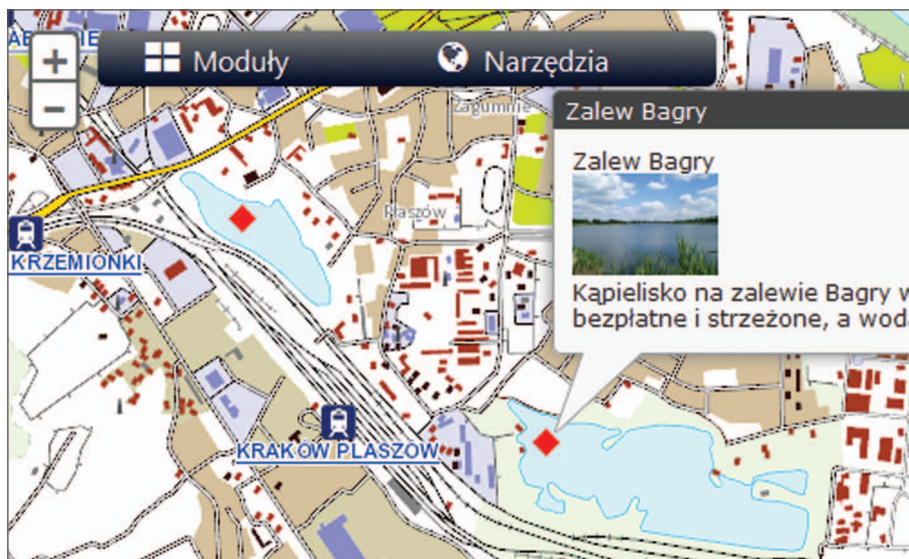 +
−
Moduły
Narzędzia
Zagumnie
Zalew Bagry
Zalew Bagry
Płaszów
KRZEMIONKI
Kąpielisko na zalewie Bagry w
bezpłatne i strzeżone, a woda
KRAKÓW PŁASZÓW